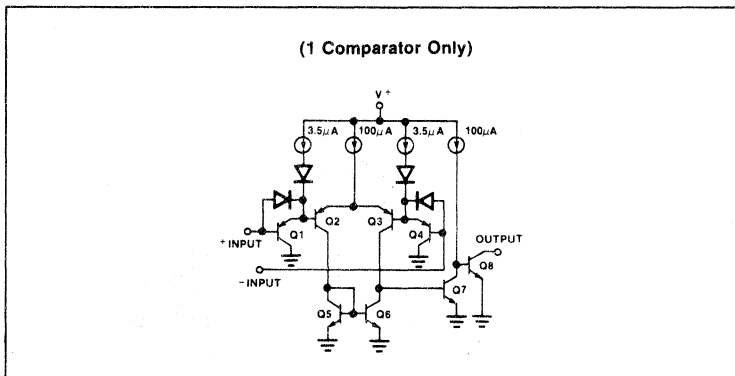 (1 Comparator Only)
V+
3.5μA 100μA 3.5μA 100μA
Q1 Q2 Q3 Q4
+INPUT
OUTPUT
Q8
-INPUT
Q7
Q5 Q6